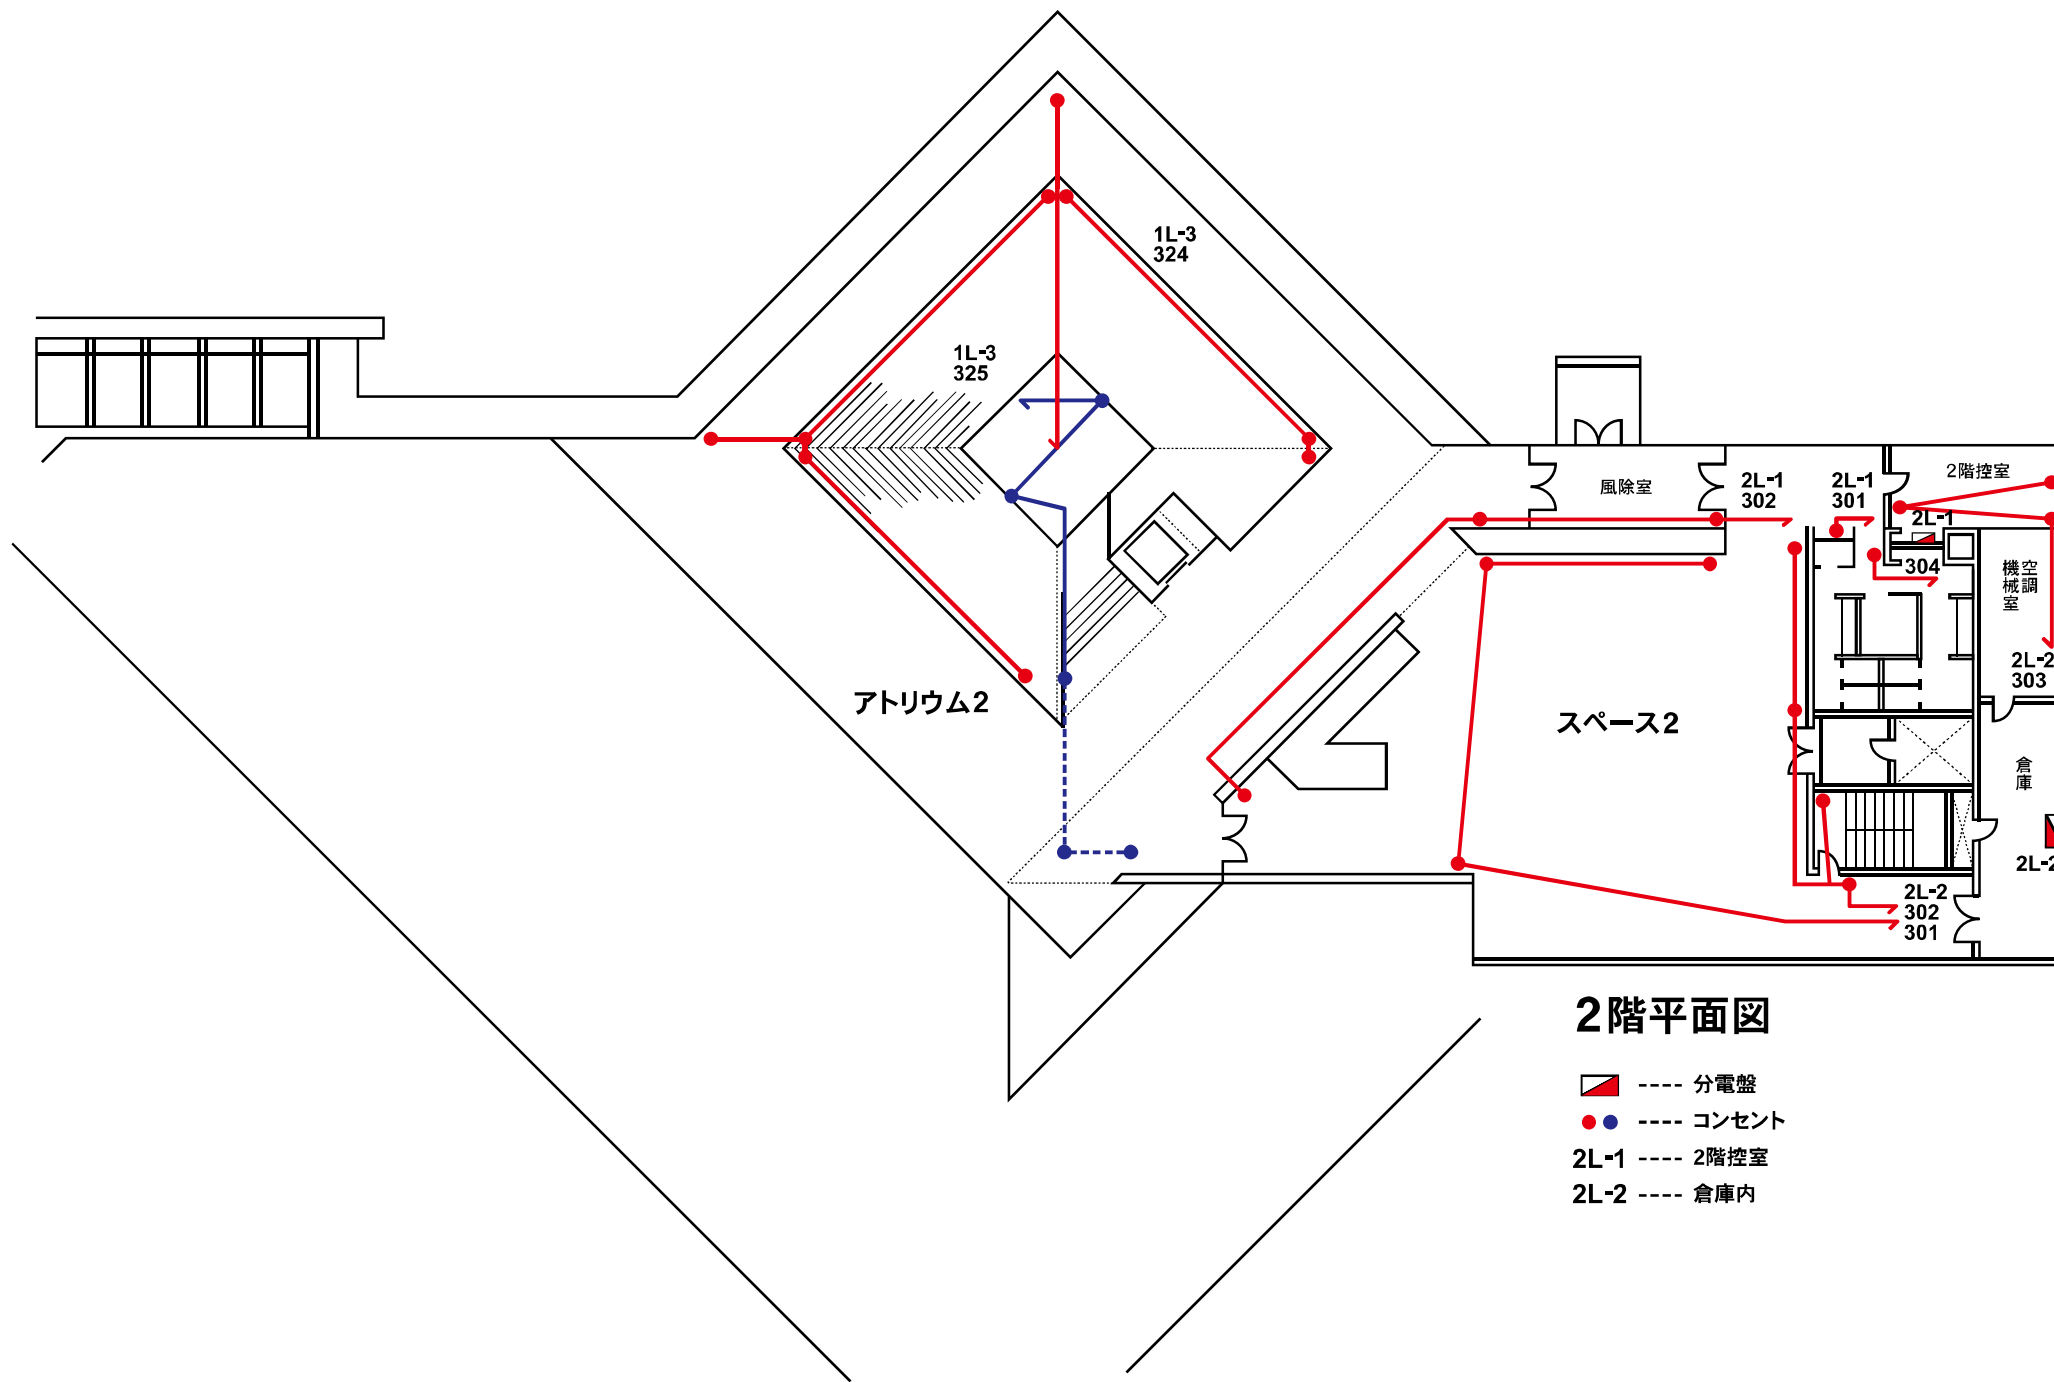 1L-3
324
1L-3
325
風除室
2L-1
302
2L-1
301
2階控室
2L-1
304
空調
機械室
2L-2
303
アトリウム2
スペース2
倉庫
2L-2
2L-2
302
301
2階平面図
---- 分電盤
---- コンセント
2L-1 ---- 2階控室
2L-2 ---- 倉庫内